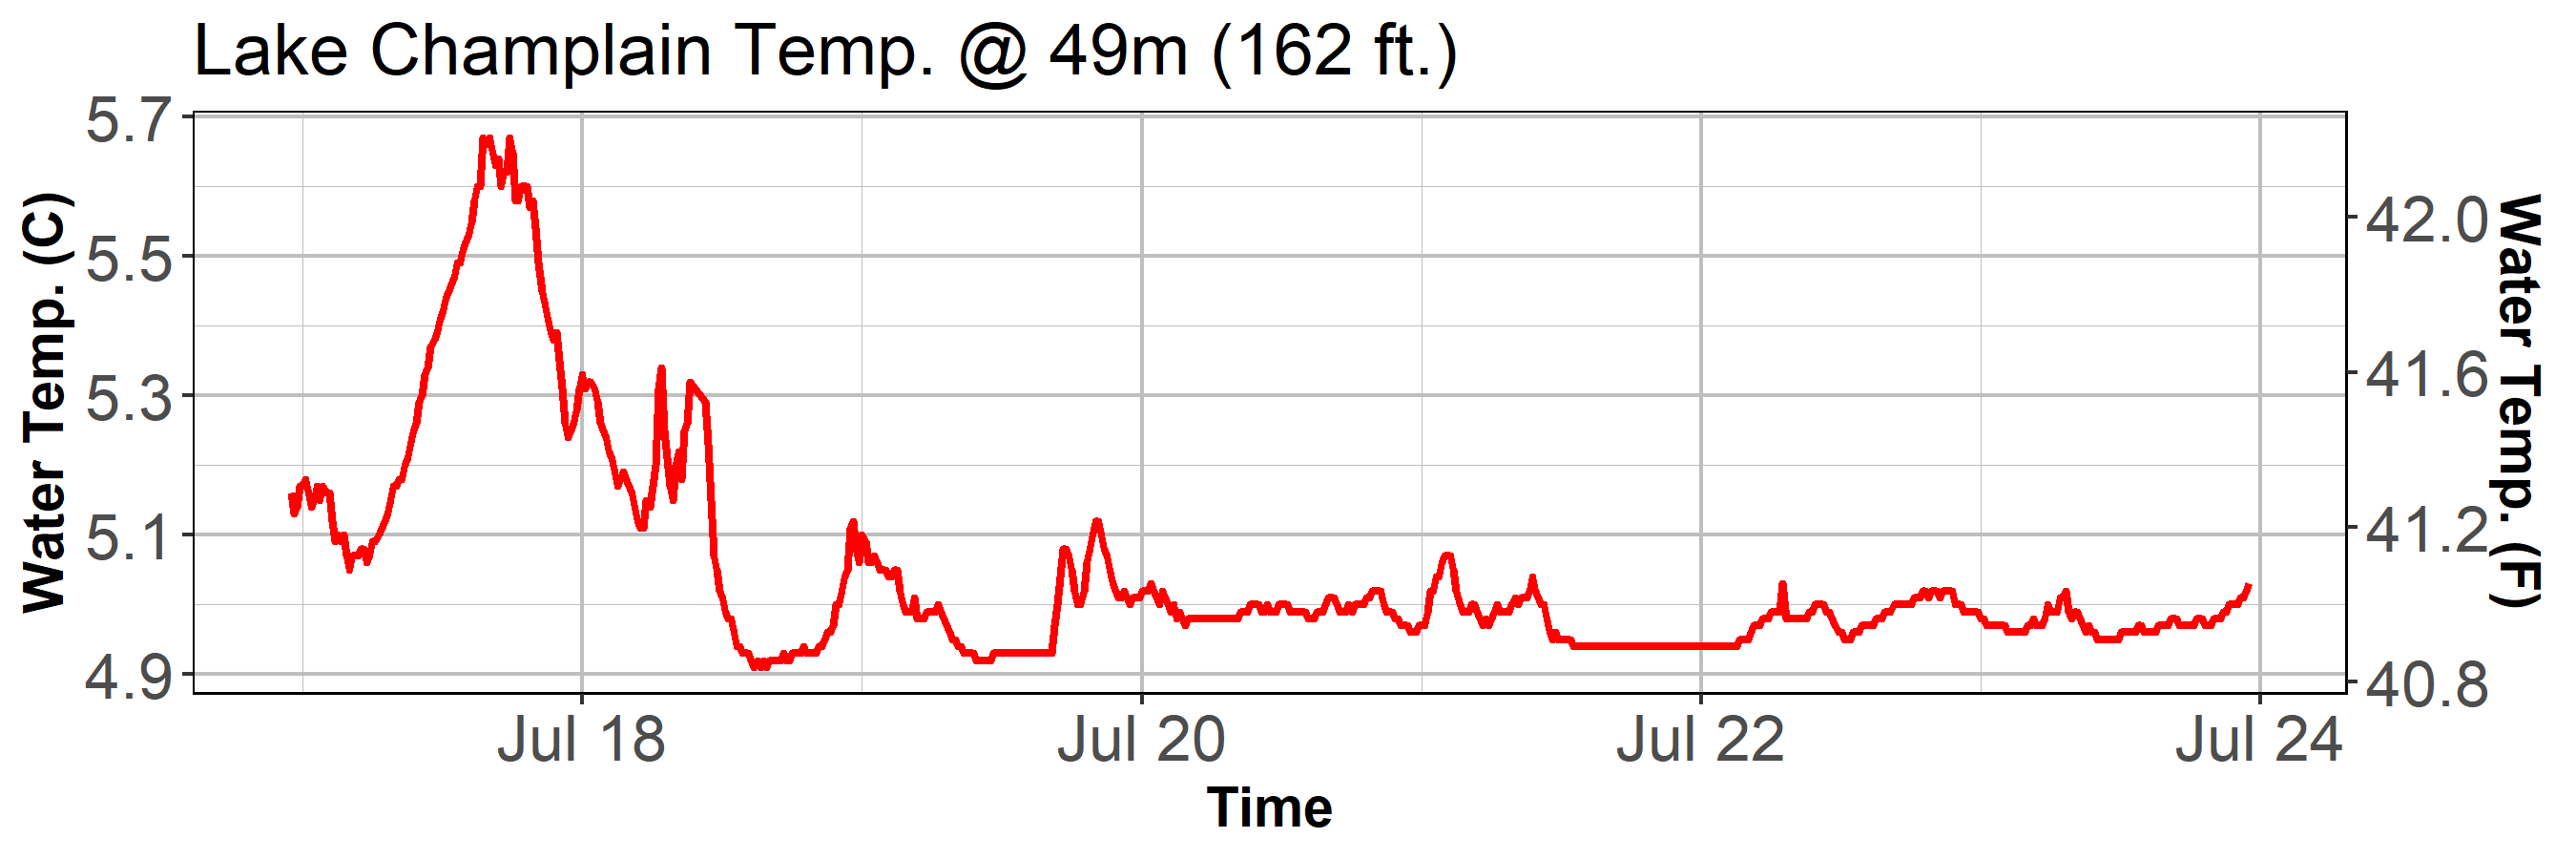 Lake Champlain Temp. @ 49m (162 ft.)
Water Temp. (C)
5.7
5.5
5.3
5.1
4.9
42.0
41.6
41.2
40.8
Water Temp. (F)
Jul 18 Jul 20 Jul 22 Jul 24
Time